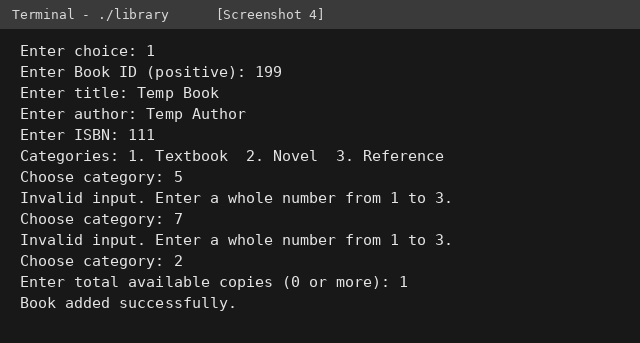 Terminal - ./library [Screenshot 4]
Enter choice: 1
Enter Book ID (positive): 199
Enter title: Temp Book
Enter author: Temp Author
Enter ISBN: 111
Categories: 1. Textbook  2. Novel  3. Reference
Choose category: 5
Invalid input. Enter a whole number from 1 to 3.
Choose category: 7
Invalid input. Enter a whole number from 1 to 3.
Choose category: 2
Enter total available copies (0 or more): 1
Book added successfully.